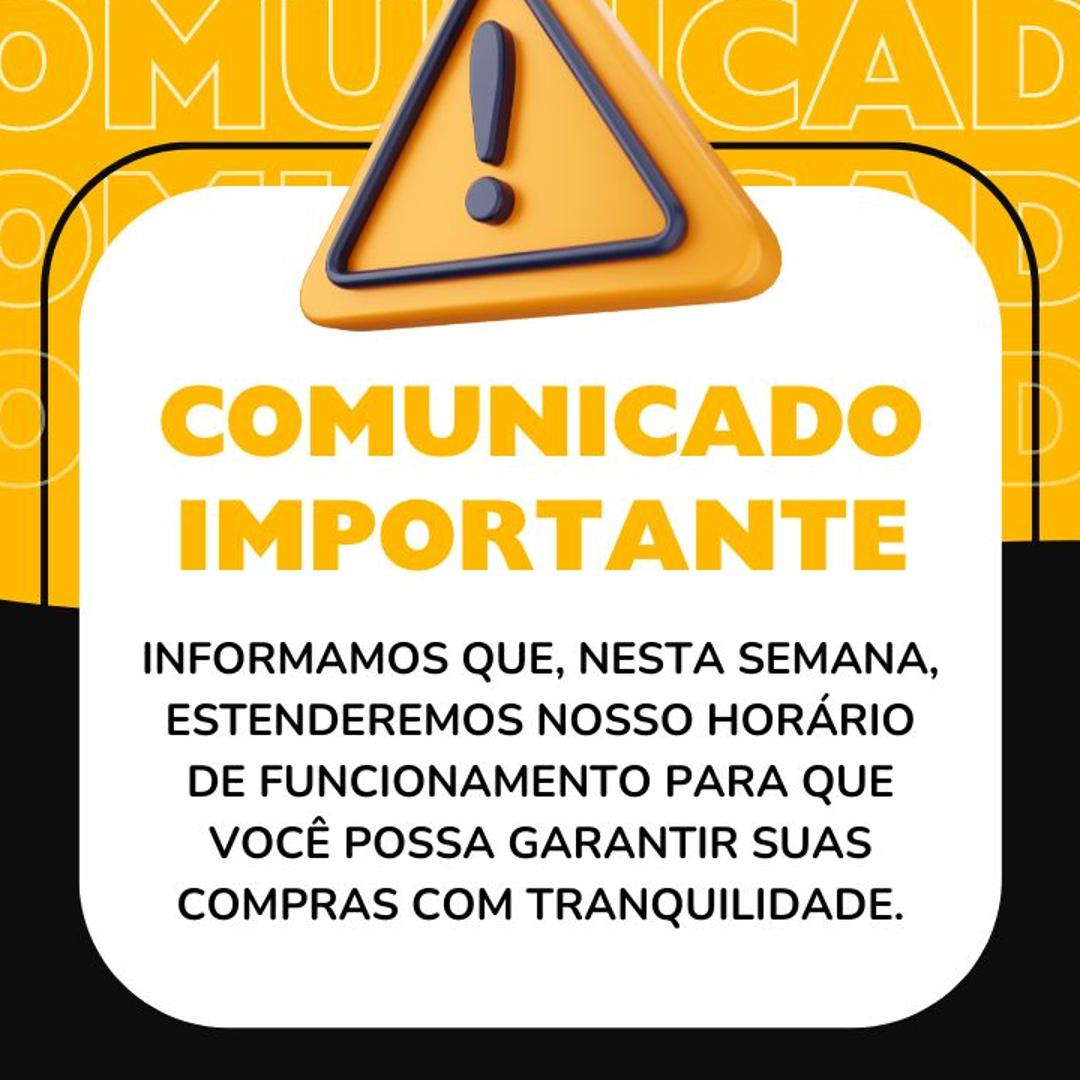 COMUNICADO
IMPORTANTE
INFORMAMOS QUE, NESTA SEMANA,
ESTENDEREMOS NOSSO HORÁRIO
DE FUNCIONAMENTO PARA QUE
VOCÊ POSSA GARANTIR SUAS
COMPRAS COM TRANQUILIDADE.